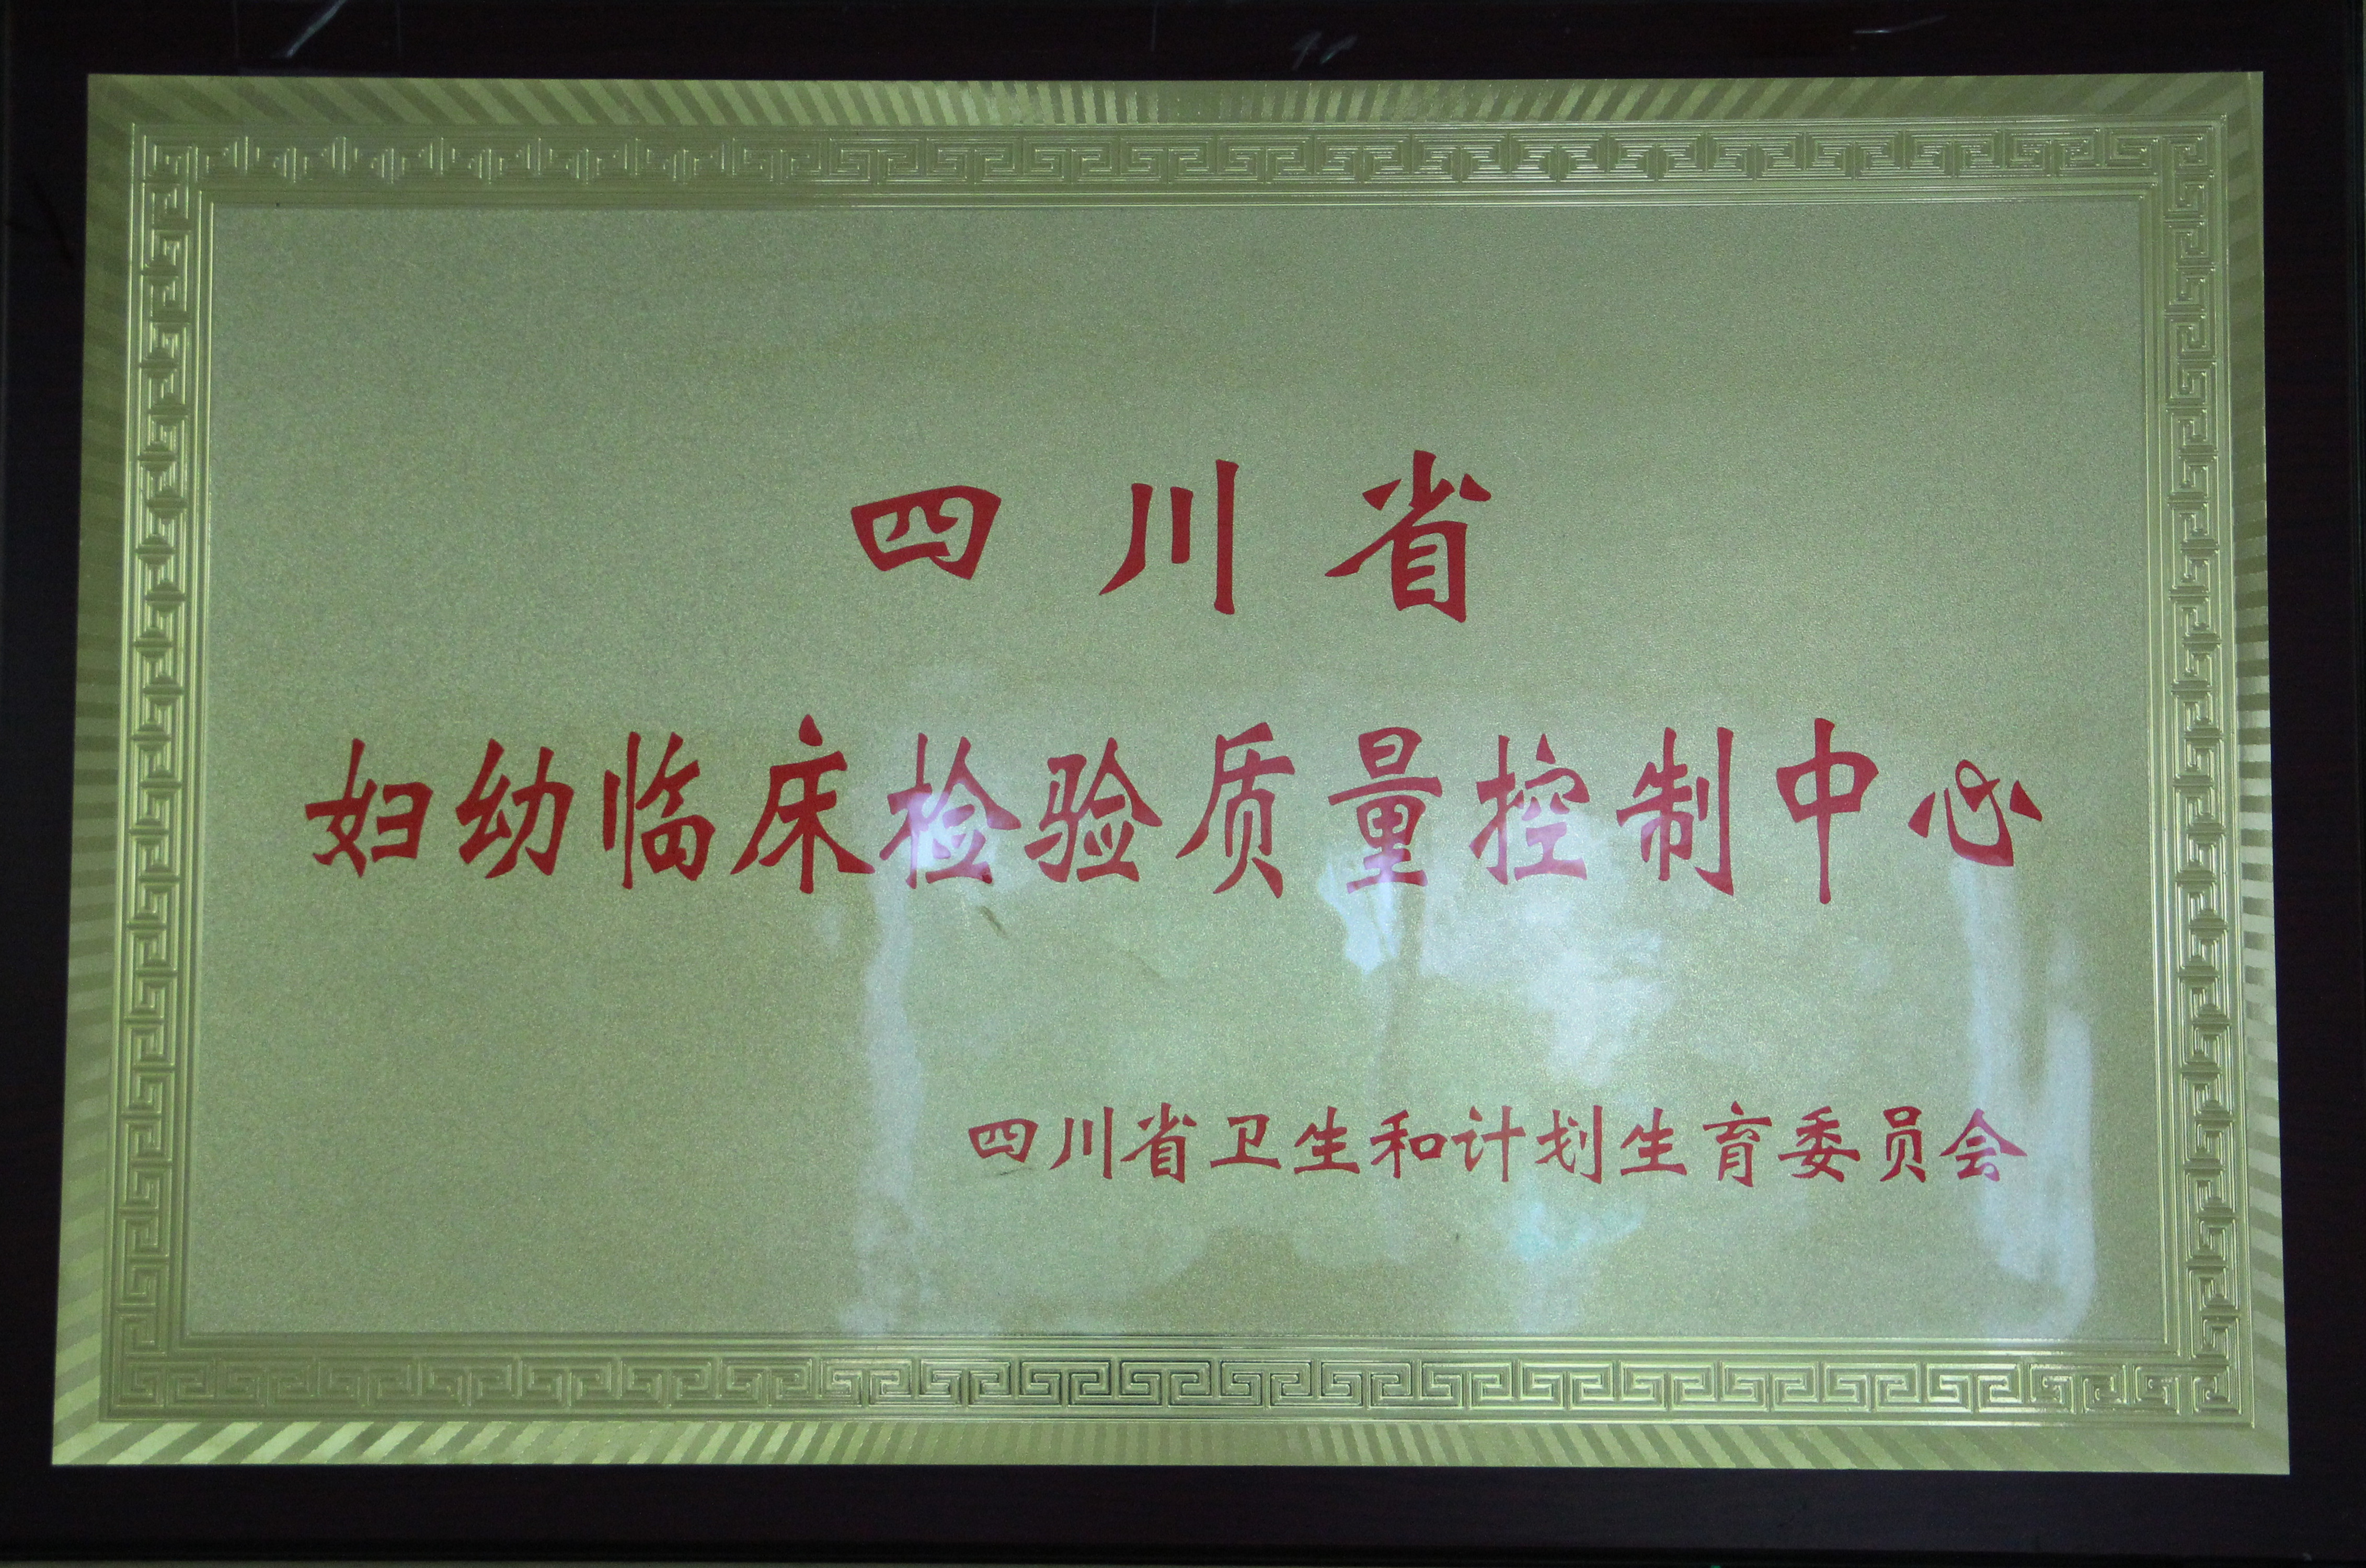 四川省
妇幼临床检验质量控制中心
四川省卫生和计划生育委员会